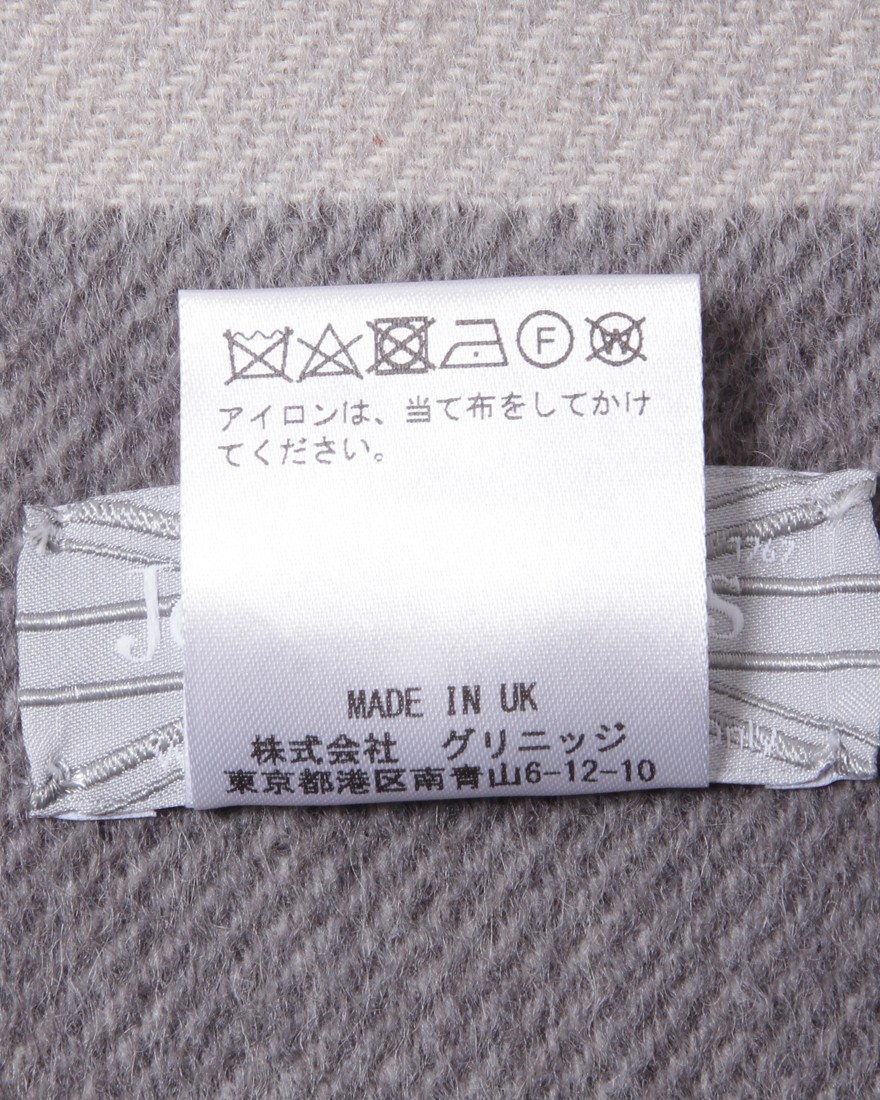 F W
アイロンは、当て布をしてかけ
てください。
1767
MADE IN UK
株式会社 グリニッジ
東京都港区南青山6-12-10